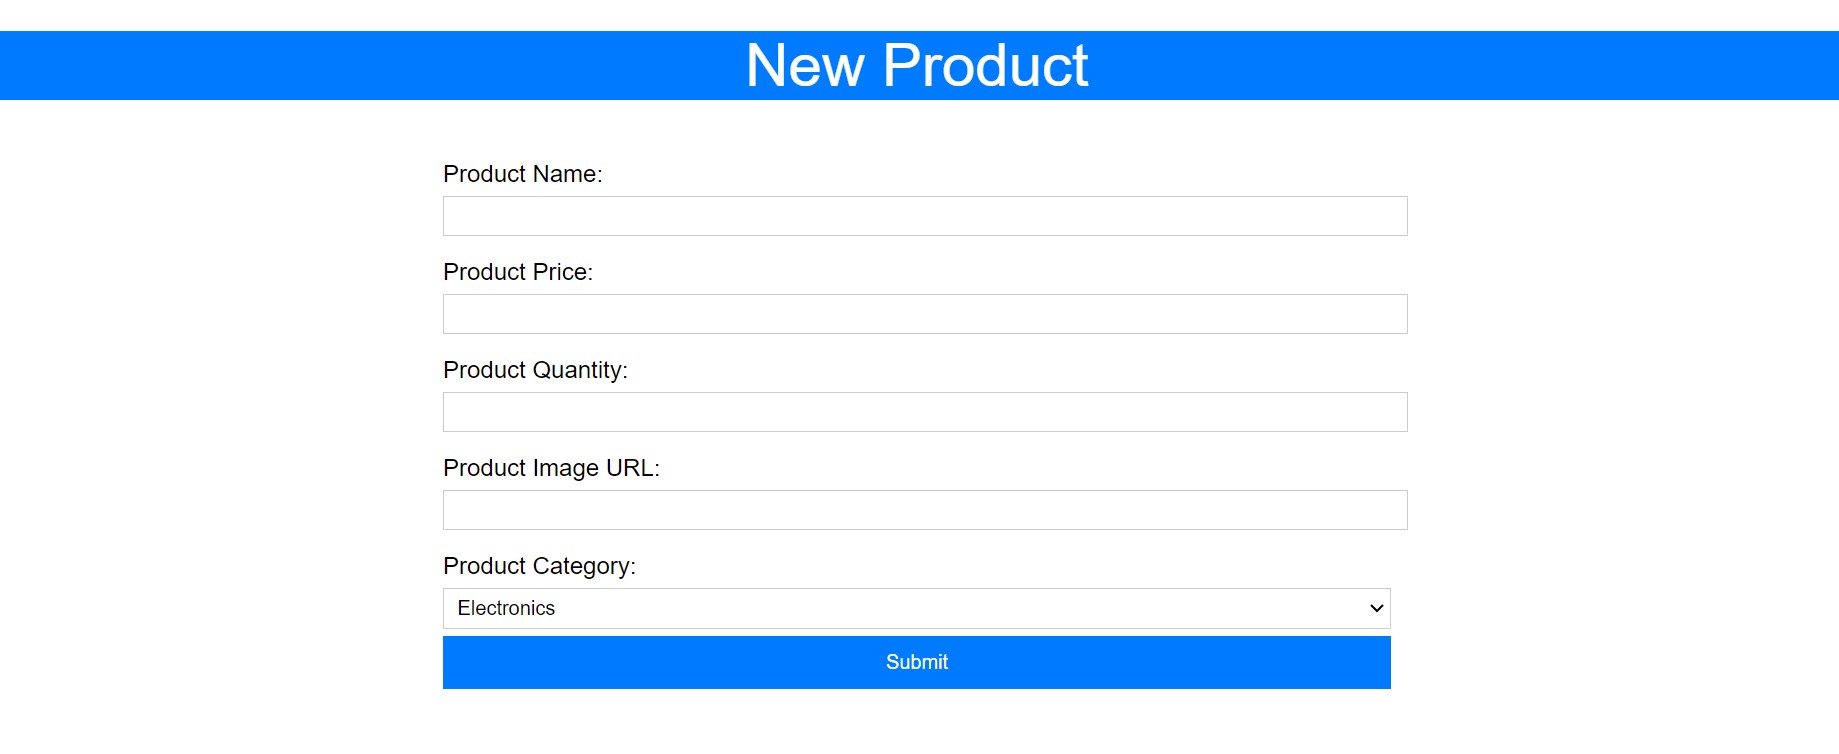 New Product
Product Name:
Product Price:
Product Quantity:
Product Image URL:
Product Category:
Electronics
Submit